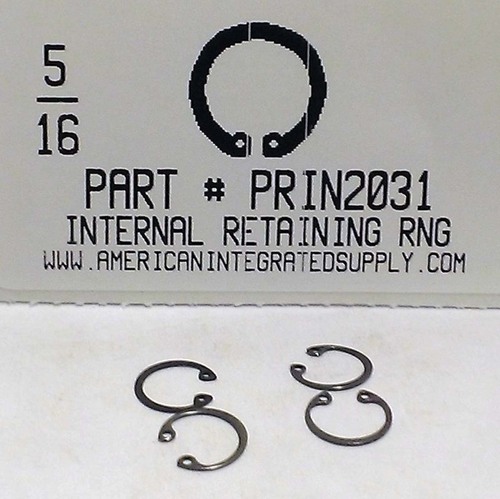 5
16
PART # PRIN2031
INTERNAL RETAINING RNG
WWW.AMERICANINTEGRATEDSUPPLY.COM